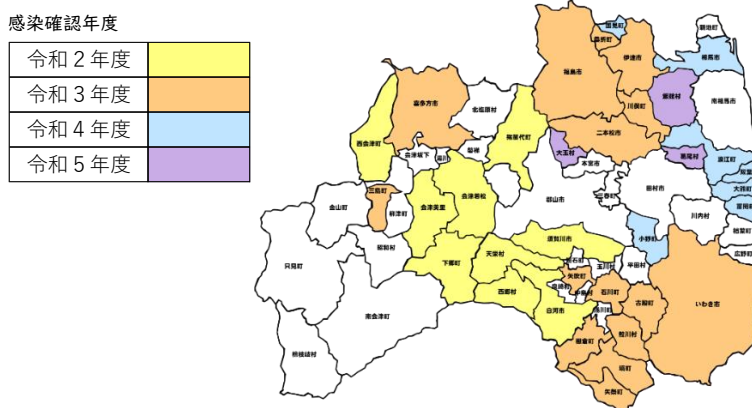 感染確認年度
令和２年度
令和３年度
令和４年度
令和５年度
国見町
新地町
桑折町
伊達市
相馬市
福島市
飯舘村
川俣町
南相馬市
喜多方市
北塩原村
猪苗代町
二本松市
西会津町
会津坂下
磐梯
大玉村
本宮市
葛尾村
浪江町
双葉
大熊町
富岡町
三島町
金山町
柳津町
会津美里
会津若松
郡山市
三春町
田村市
川内村
楢葉町
広野町
昭和村
只見町
下郷町
天栄村
須賀川市
小野町
鏡石町
玉川村
平田村
矢吹町
泉崎村
中島村
石川町
古殿町
いわき市
西郷村
白河市
浅川町
南会津町
檜枝岐村
棚倉町
鮫川村
塙町
矢祭町